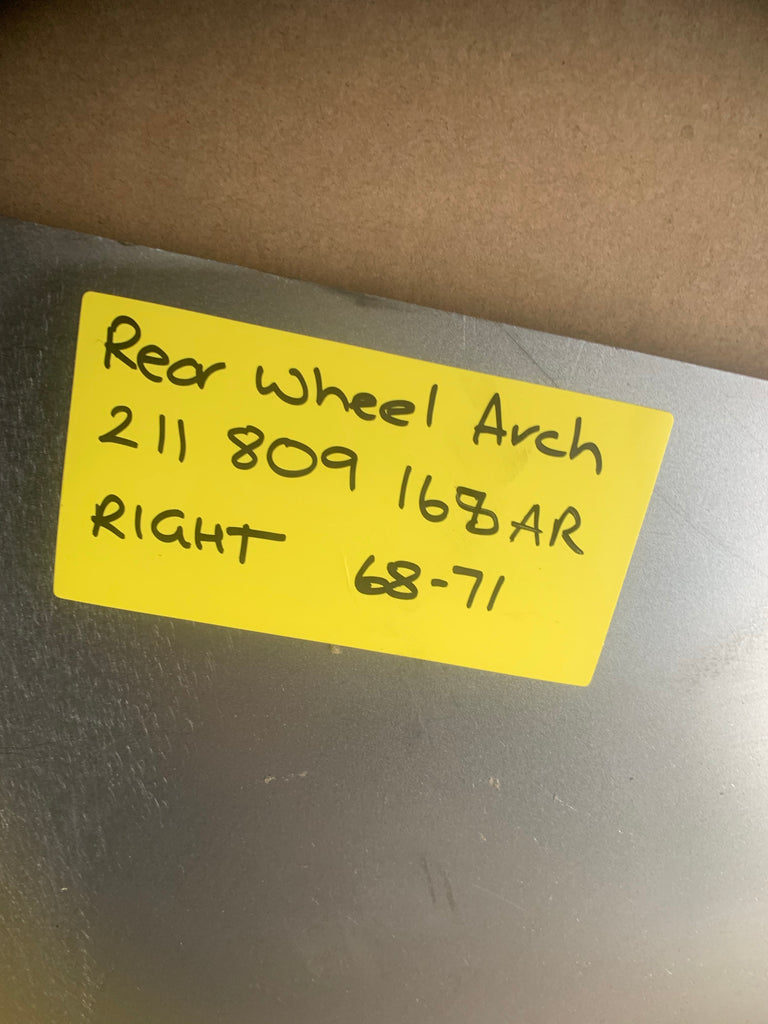 Rear Wheel Arch
211 809 168AR
RIGHT 68-71